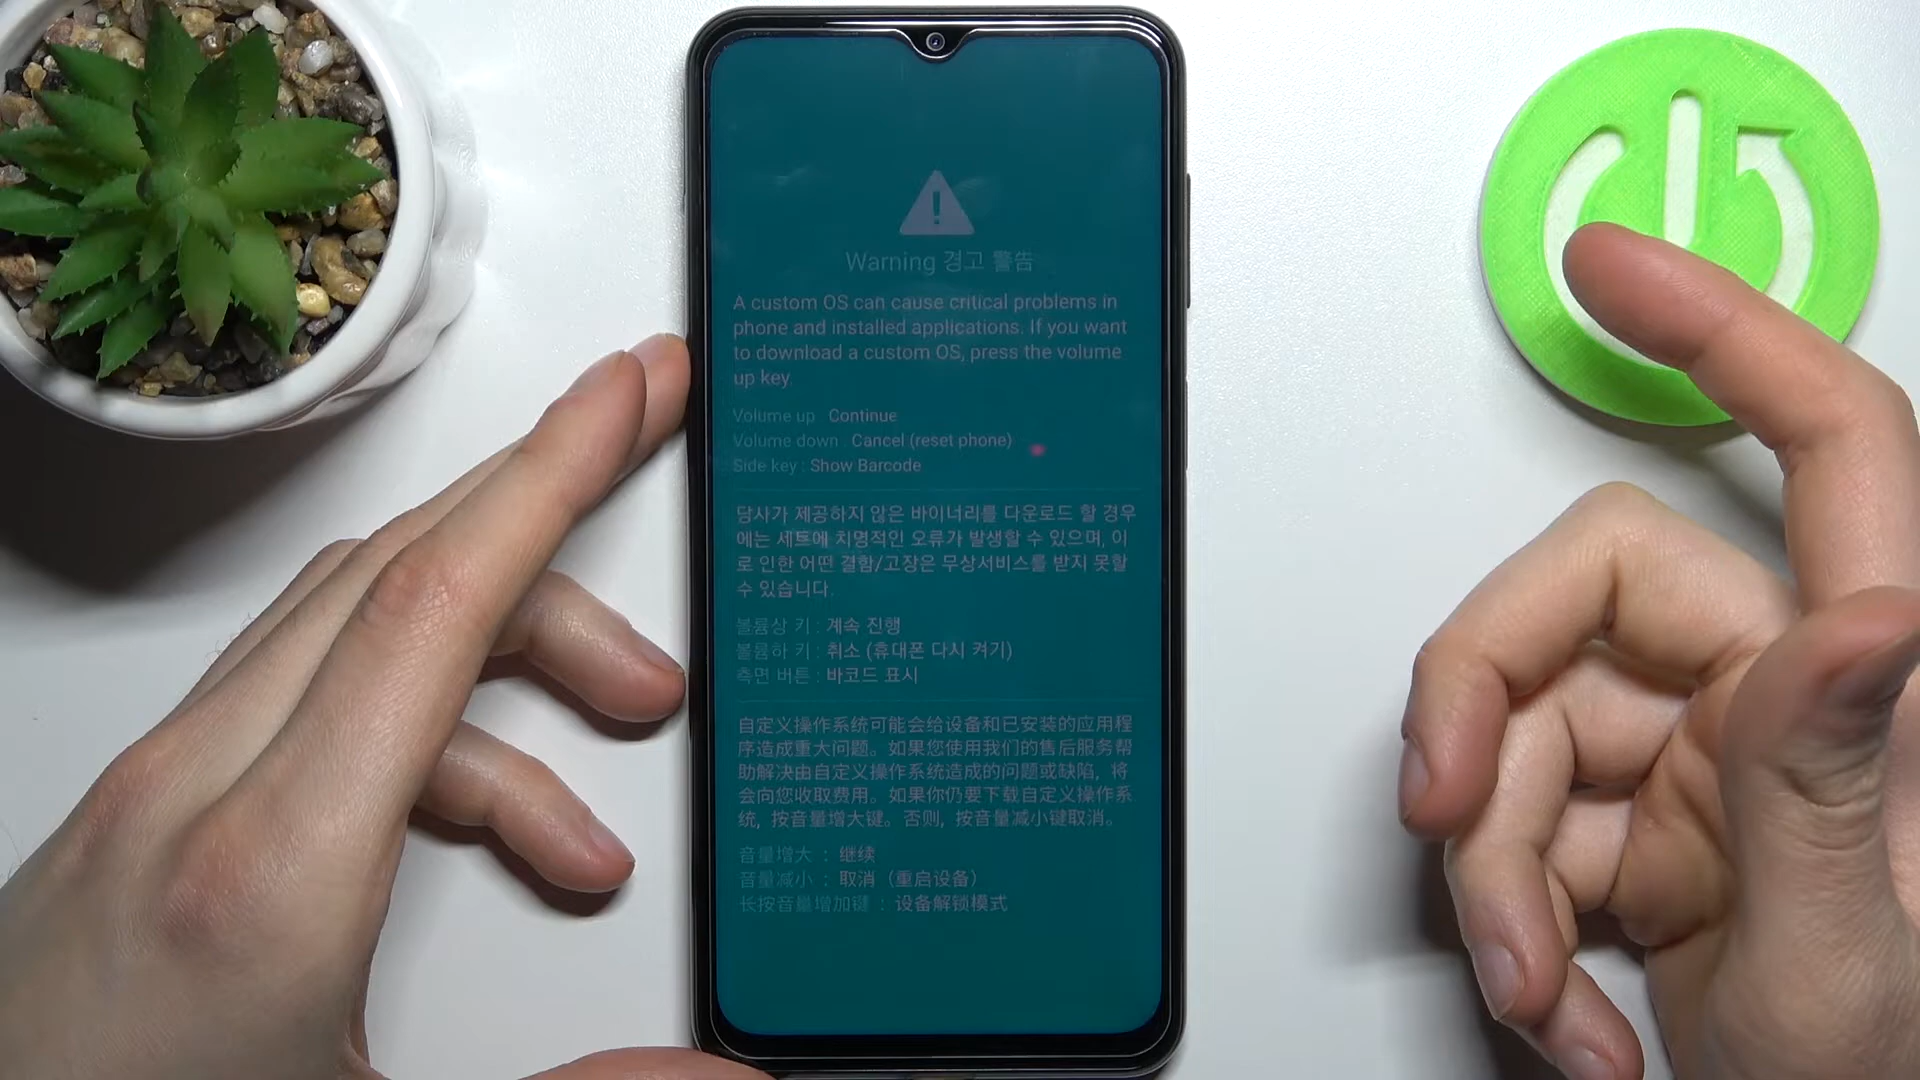 Warning 경고 警告
A custom OS can cause critical problems in
phone and installed applications. If you want
to download a custom OS, press the volume
up key.
Volume up : Continue
Volume down : Cancel (reset phone)
Side key : Show Barcode
당사가 제공하지 않은 바이너리를 다운로드 할 경우
에는 세트에 치명적인 오류가 발생할 수 있으며, 이
로 인한 어떤 결함/고장은 무상서비스를 받지 못할
수 있습니다.
볼륨상 키 : 계속 진행
볼륨하 키 : 취소 (휴대폰 다시 켜기)
측면 버튼 : 바코드 표시
自定义操作系统可能会给设备和已安装的应用程
序造成重大问题。如果您使用我们的售后服务帮
助解决由自定义操作系统造成的问题或缺陷, 将
会向您收取费用。如果你仍要下载自定义操作系
统, 按音量增大键。否则, 按音量减小键取消。
音量增大 : 继续
音量减小 : 取消 (重启设备)
长按音量增加键 : 设备解锁模式